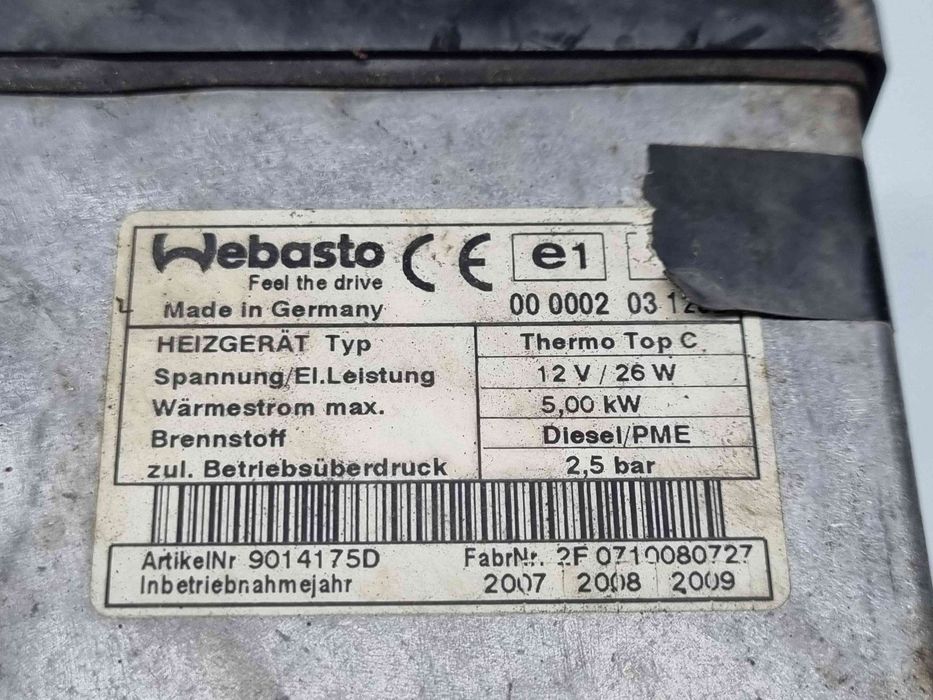 Webasto CE e1
Feel the drive
Made in Germany 00 0002 03
HEIZGERÄT Typ Thermo Top C
Spannung/El.Leistung 12 V / 26 W
Wärmestrom max. 5,00 kW
Brennstoff Diesel/PME
zul. Betriebsüberdruck 2,5 bar
ArtikelNr 9014175D FabrNr. 2F 0710080727
Inbetriebnahmejahr 2007 2008 2009